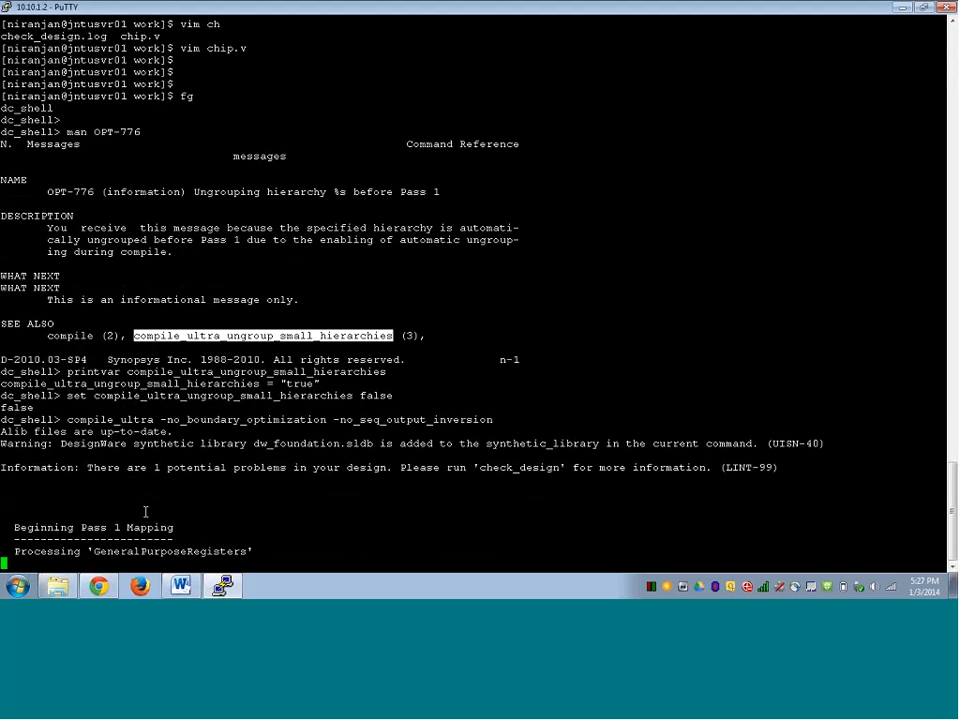 10.10.1.2 - PuTTY
[niranjan@jntusvr01 work]$ vim ch
check_design.log  chip.v
[niranjan@jntusvr01 work]$ vim chip.v
[niranjan@jntusvr01 work]$
[niranjan@jntusvr01 work]$
[niranjan@jntusvr01 work]$
[niranjan@jntusvr01 work]$ fg
dc_shell
dc_shell>
dc_shell> man OPT-776
N.  Messages                                          Command Reference
messages
NAME
OPT-776 (information) Ungrouping hierarchy %s before Pass 1
DESCRIPTION
You  receive  this message because the specified hierarchy is automati-
cally ungrouped before Pass 1 due to the enabling of automatic ungroup-
ing during compile.
WHAT NEXT
WHAT NEXT
This is an informational message only.
SEE ALSO
compile (2), compile_ultra_ungroup_small_hierarchies (3),
D-2010.03-SP4   Synopsys Inc. 1988-2010. All rights reserved.              n-1
dc_shell> printvar compile_ultra_ungroup_small_hierarchies
compile_ultra_ungroup_small_hierarchies = "true"
dc_shell> set compile_ultra_ungroup_small_hierarchies false
false
dc_shell> compile_ultra -no_boundary_optimization -no_seq_output_inversion
Alib files are up-to-date.
Warning: DesignWare synthetic library dw_foundation.sldb is added to the synthetic_library in the current command. (UISN-40)
Information: There are 1 potential problems in your design. Please run 'check_design' for more information. (LINT-99)
Beginning Pass 1 Mapping
------------------------
Processing 'GeneralPurposeRegisters'
5:27 PM
1/3/2014